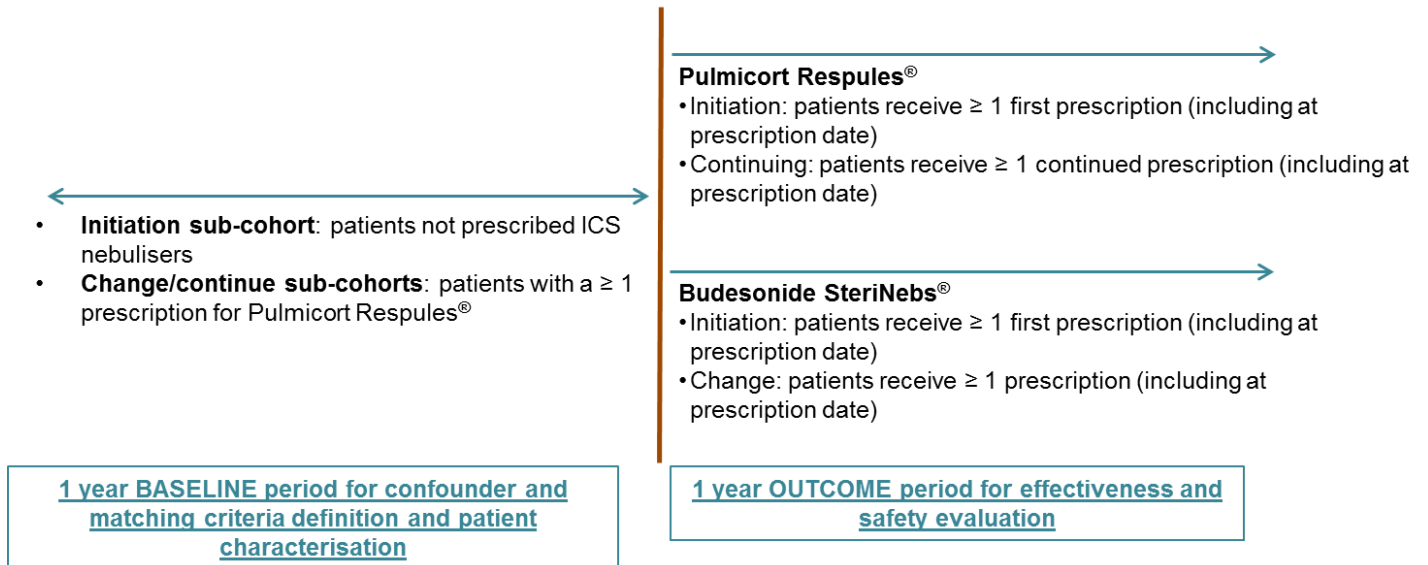 • Initiation sub-cohort: patients not prescribed ICS
nebulisers
• Change/continue sub-cohorts: patients with a ≥ 1
prescription for Pulmicort Respules®
Pulmicort Respules®
•Initiation: patients receive ≥ 1 first prescription (including at
prescription date)
•Continuing: patients receive ≥ 1 continued prescription (including at
prescription date)
Budesonide SteriNebs®
•Initiation: patients receive ≥ 1 first prescription (including at
prescription date)
•Change: patients receive ≥ 1 prescription (including at
prescription date)
1 year BASELINE period for confounder and
matching criteria definition and patient
characterisation
1 year OUTCOME period for effectiveness and
safety evaluation